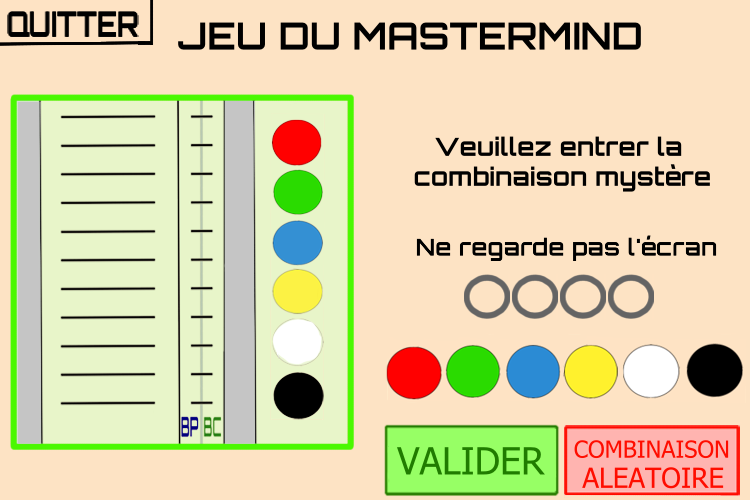 QUITTER
JEU DU MASTERMIND
Veuillez entrer la
combinaison mystère
Ne regarde pas l'écran
BP BC
VALIDER
COMBINAISON
ALEATOIRE